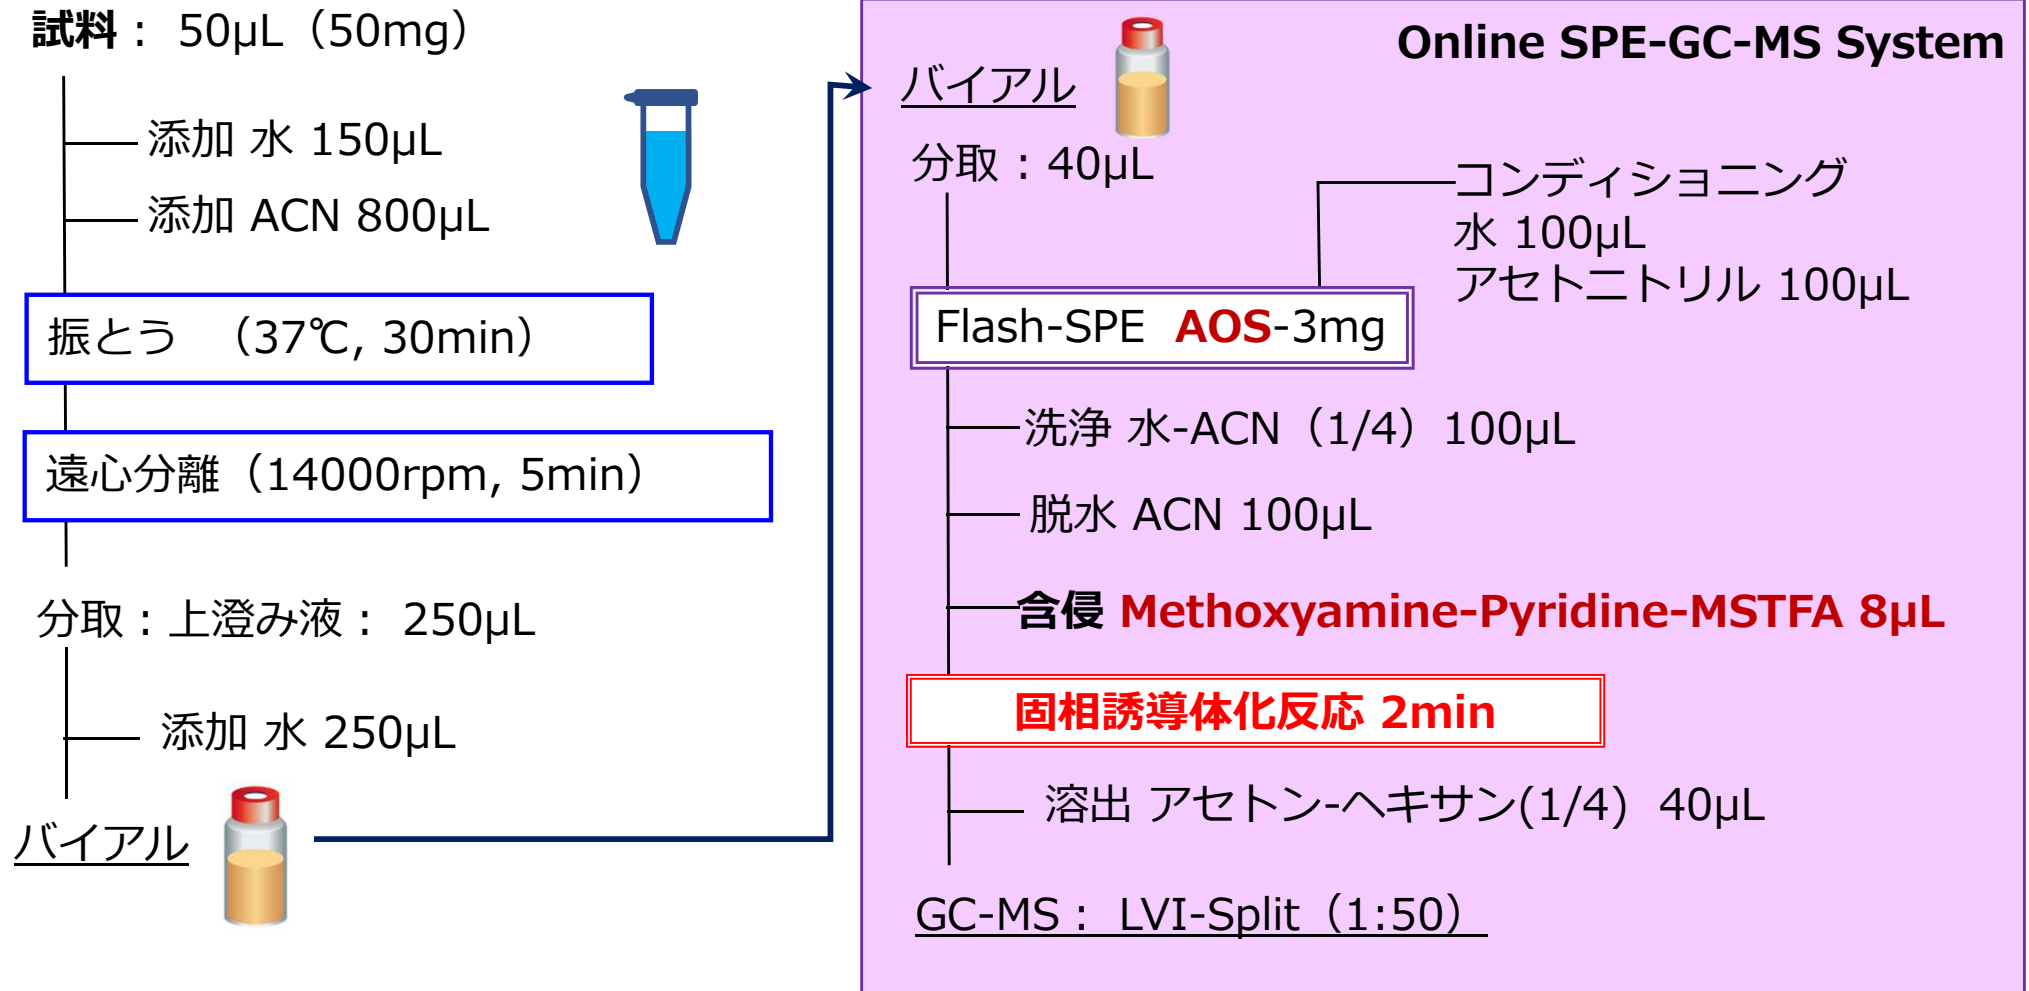 試料： 50µL（50mg）
添加 水 150µL
添加 ACN 800µL
振とう （37℃, 30min）
遠心分離（14000rpm, 5min）
分取：上澄み液： 250µL
添加 水 250µL
バイアル
Online SPE-GC-MS System
バイアル
分取：40µL
コンディショニング
水 100µL
アセトニトリル 100µL
Flash-SPE AOS-3mg
洗浄 水-ACN（1/4）100µL
脱水 ACN 100µL
含侵 Methoxyamine-Pyridine-MSTFA 8µL
固相誘導体化反応 2min
溶出 アセトン-ヘキサン(1/4) 40µL
GC-MS： LVI-Split（1:50）